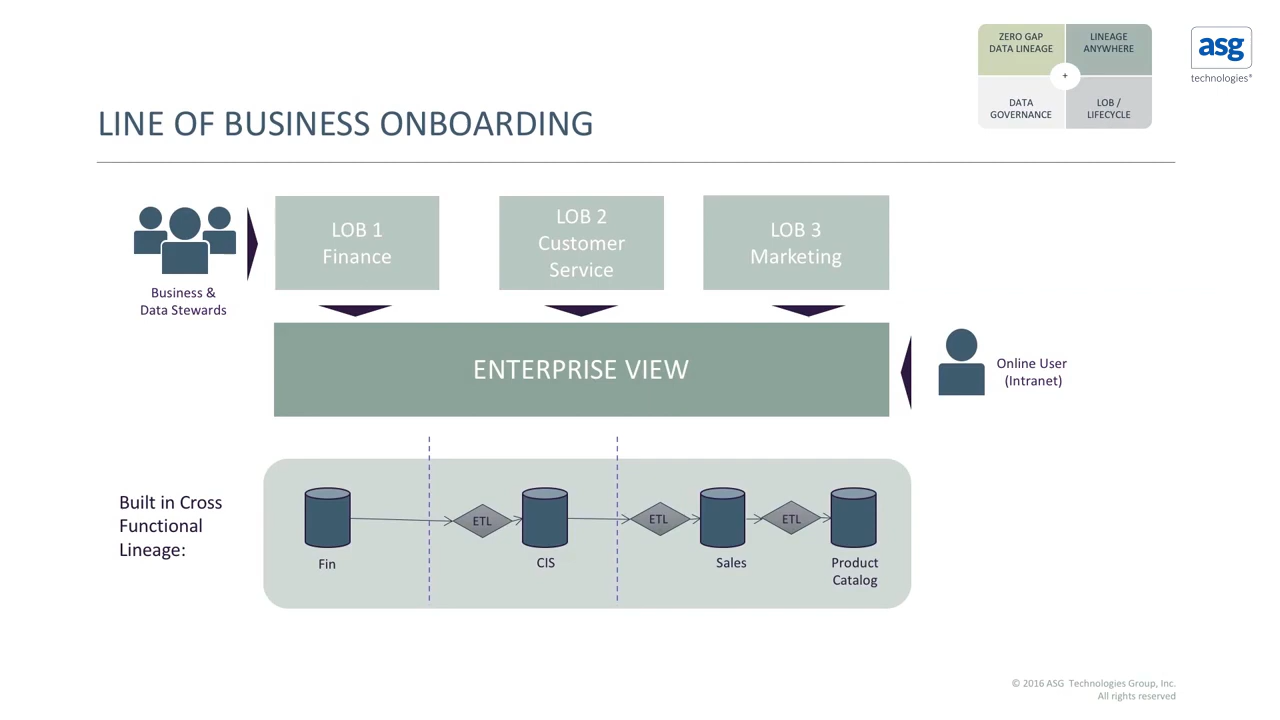 ZERO GAP
DATA LINEAGE
LINEAGE
ANYWHERE
+
DATA
GOVERNANCE
LOB /
LIFECYCLE
asg
technologies®
LINE OF BUSINESS ONBOARDING
Business &
Data Stewards
LOB 1
Finance
LOB 2
Customer
Service
LOB 3
Marketing
ENTERPRISE VIEW
Online User
(Intranet)
Built in Cross
Functional
Lineage:
Fin
ETL
CIS
ETL
Sales
ETL
Product
Catalog
© 2016 ASG Technologies Group, Inc.
All rights reserved